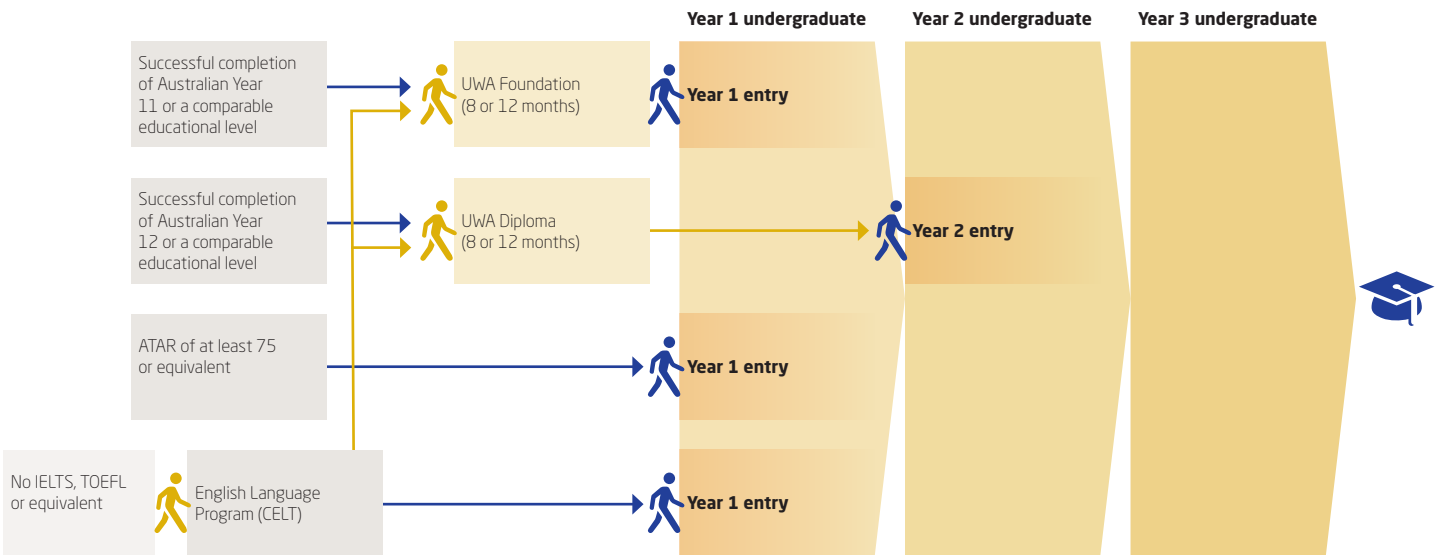 Year 1 undergraduate
Year 2 undergraduate
Year 3 undergraduate
Successful completion
of Australian Year
11 or a comparable
educational level
UWA Foundation
(8 or 12 months)
Year 1 entry
Successful completion
of Australian Year
12 or a comparable
educational level
UWA Diploma
(8 or 12 months)
Year 2 entry
ATAR of at least 75
or equivalent
Year 1 entry
No IELTS, TOEFL
or equivalent
English Language
Program (CELT)
Year 1 entry